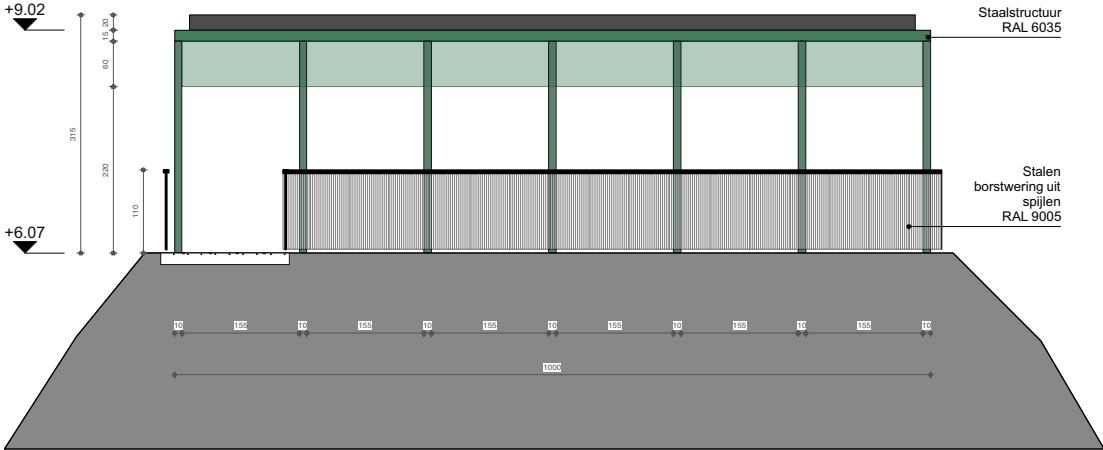 +9.02
20
15
60
315
220
110
+6.07
Staalstructuur
RAL 6035
Stalen
borstwering uit
spijlen
RAL 9005
10 155 10 155 10 155 10 155 10 155 10 155 10
1000